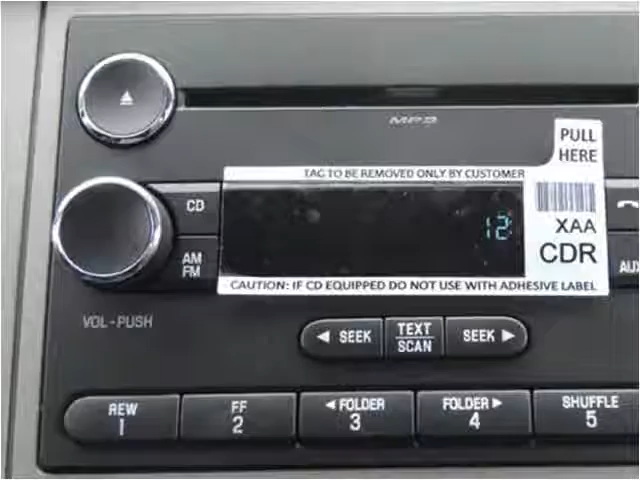 MP3
PULL
HERE
TAG TO BE REMOVED ONLY BY CUSTOMER
CD
AM
FM
12
XAA
CDR
AUX
CAUTION: IF CD EQUIPPED DO NOT USE WITH ADHESIVE LABEL
VOL-PUSH
◄ SEEK
TEXT
SCAN
SEEK ►
REW
1
FF
2
◄ FOLDER
3
FOLDER ►
4
SHUFFLE
5